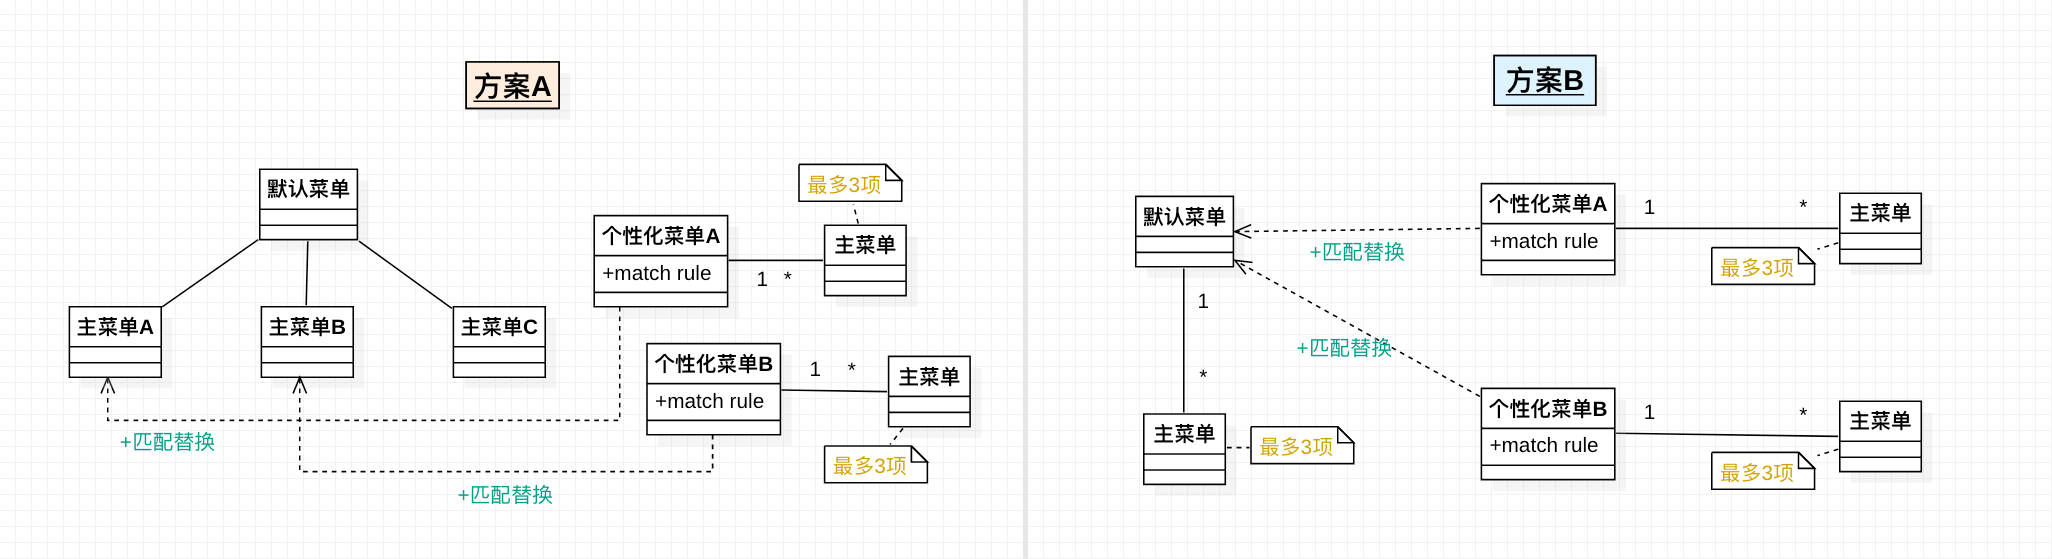 方案A
默认菜单
主菜单A
主菜单B
主菜单C
+匹配替换
+匹配替换
个性化菜单A
+match rule
1
*
主菜单
最多3项
个性化菜单B
+match rule
1
*
主菜单
最多3项
方案B
默认菜单
1
*
主菜单
最多3项
+匹配替换
+匹配替换
个性化菜单A
+match rule
1
*
主菜单
最多3项
个性化菜单B
+match rule
1
*
主菜单
最多3项